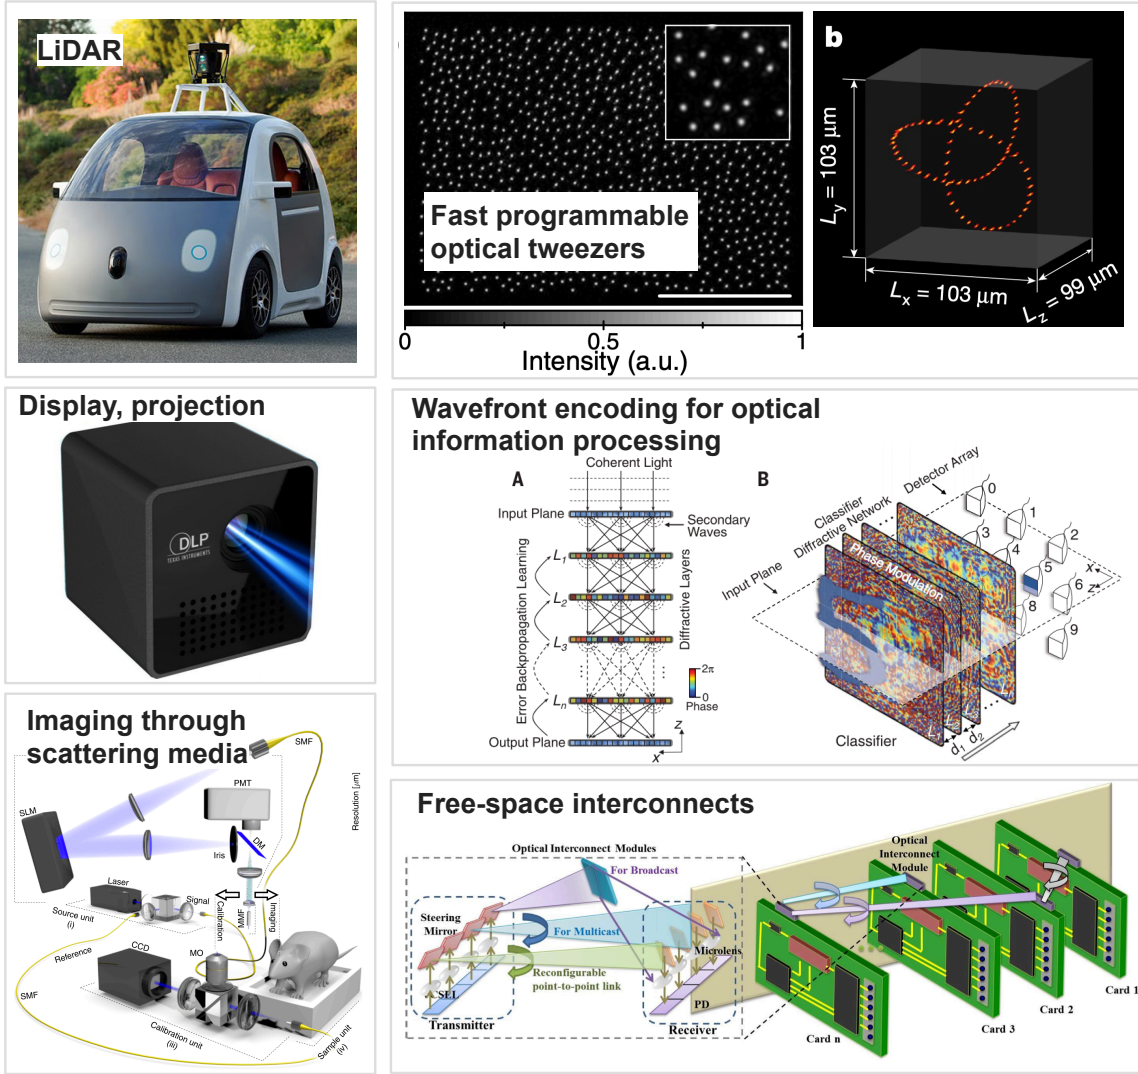 LiDAR
Fast programmable
optical tweezers
0
0.5
1
Intensity (a.u.)
b
Ly = 103 μm
Lx = 103 μm
Lz = 99 μm
Display, projection
DLP
TEXAS INSTRUMENTS
Wavefront encoding for optical
information processing
A
Coherent Light
Input Plane
Secondary
Waves
L1
L2
L3
Ln
Error Backpropagation Learning
Diffractive Layers
2π
0
Phase
Output Plane
z
x
B
Detector Array
Classifier
Diffractive Network
Phase Modulation
Input Plane
0
1
2
3
4
5
6
8
9
x
z
Classifier
d1
d2
Imaging through
scattering media
SMF
PMT
SLM
DM
Iris
Resolution [μm]
Laser
Signal
Source unit
(i)
Calibration
Imaging
MMF
Reference
CCD
MO
SMF
Calibration unit
(iii)
Sample unit
(iv)
Free-space interconnects
Optical Interconnect Modules
For Broadcast
Steering
Mirror
For Multicast
Reconfigurable
point-to-point link
Microlens
PD
Transmitter
Receiver
Optical
Interconnect
Module
Card 1
Card 2
Card 3
Card n